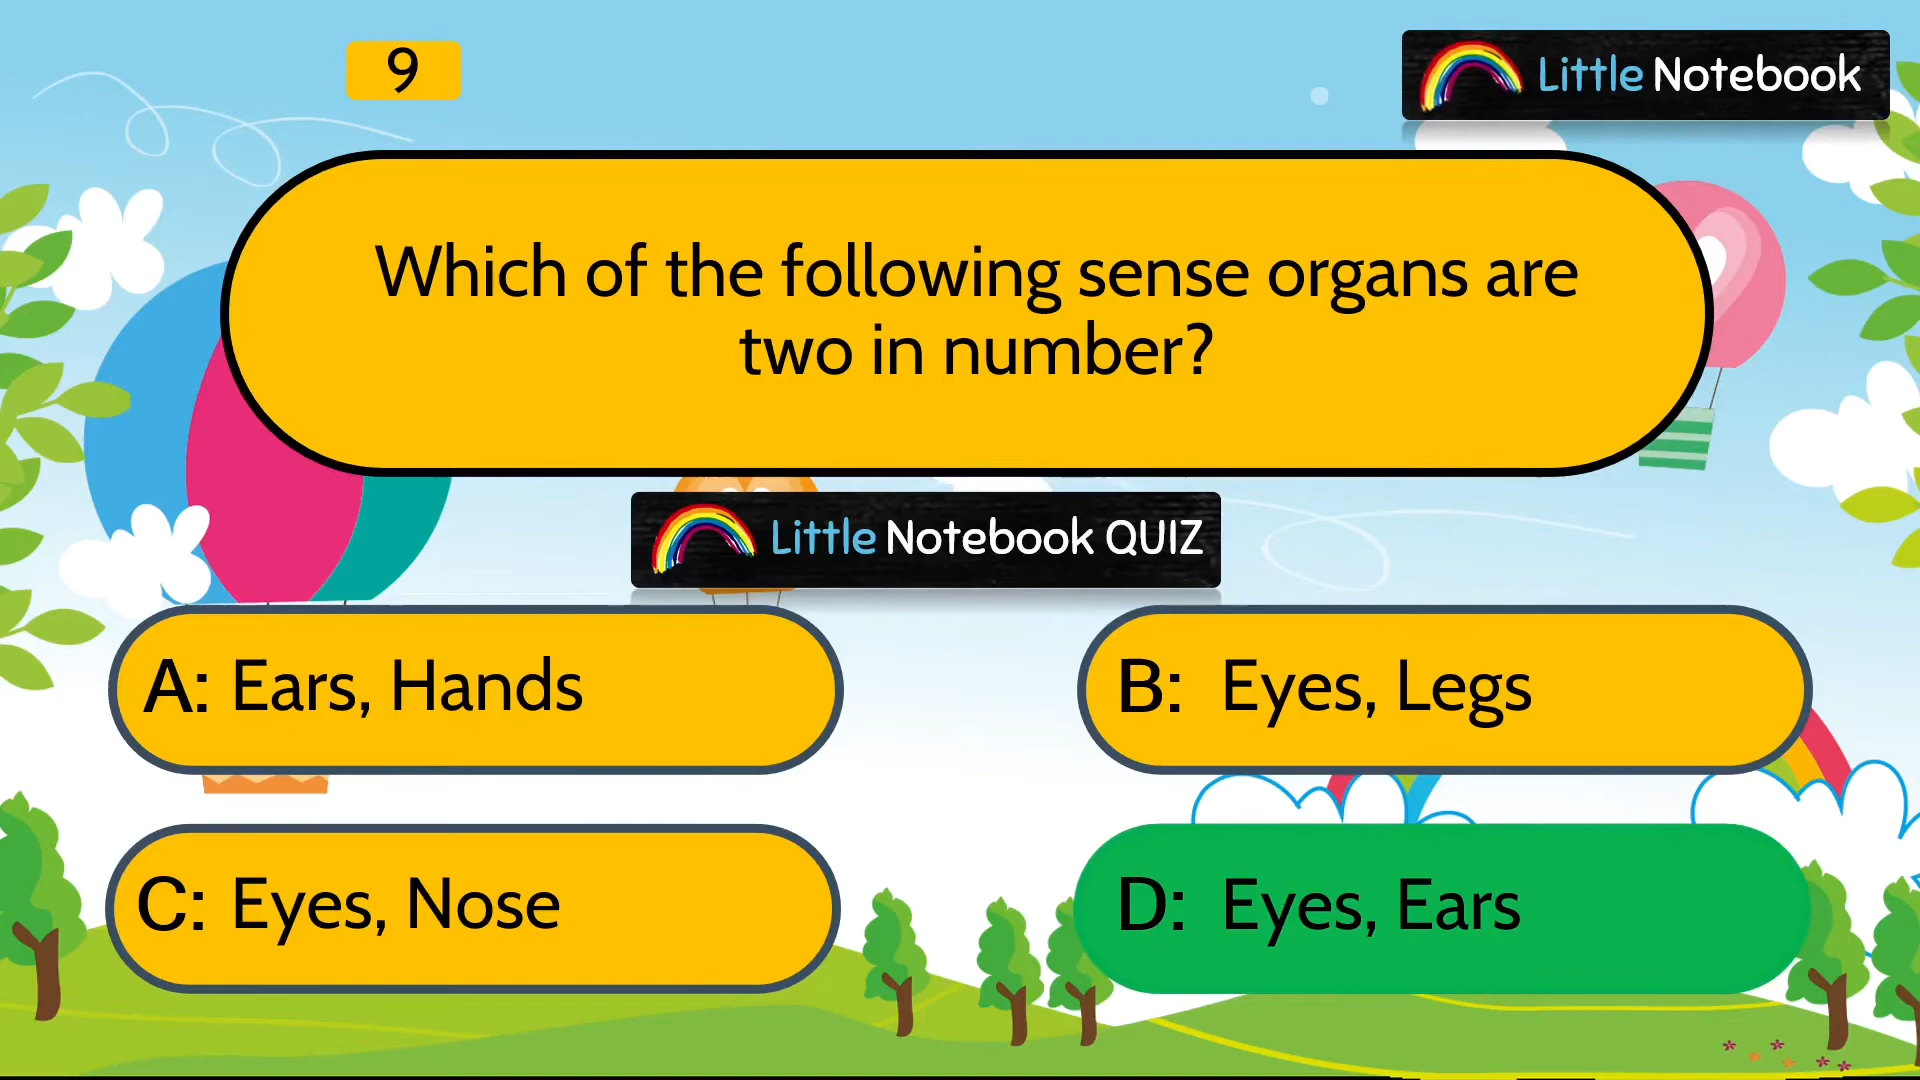 9
Little Notebook
Which of the following sense organs are
two in number?
Little Notebook QUIZ
A: Ears, Hands
B: Eyes, Legs
C: Eyes, Nose
D: Eyes, Ears